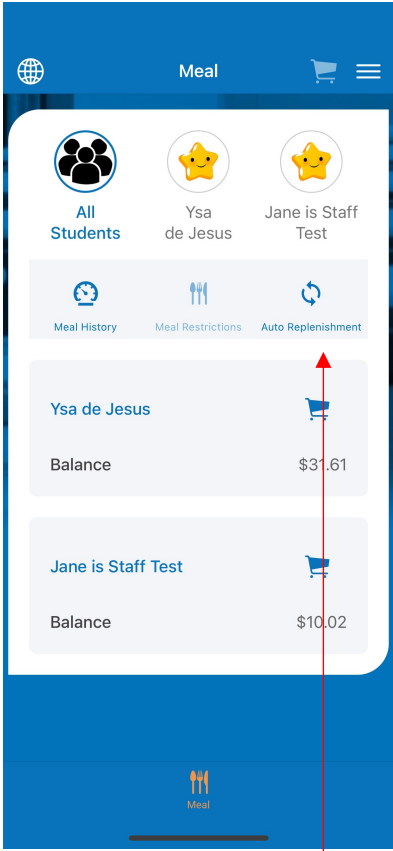 Meal
All Students
Ysa de Jesus
Jane is Staff Test
Meal History
Meal Restrictions
Auto Replenishment
Ysa de Jesus
Balance $31.61
Jane is Staff Test
Balance $10.02
Meal